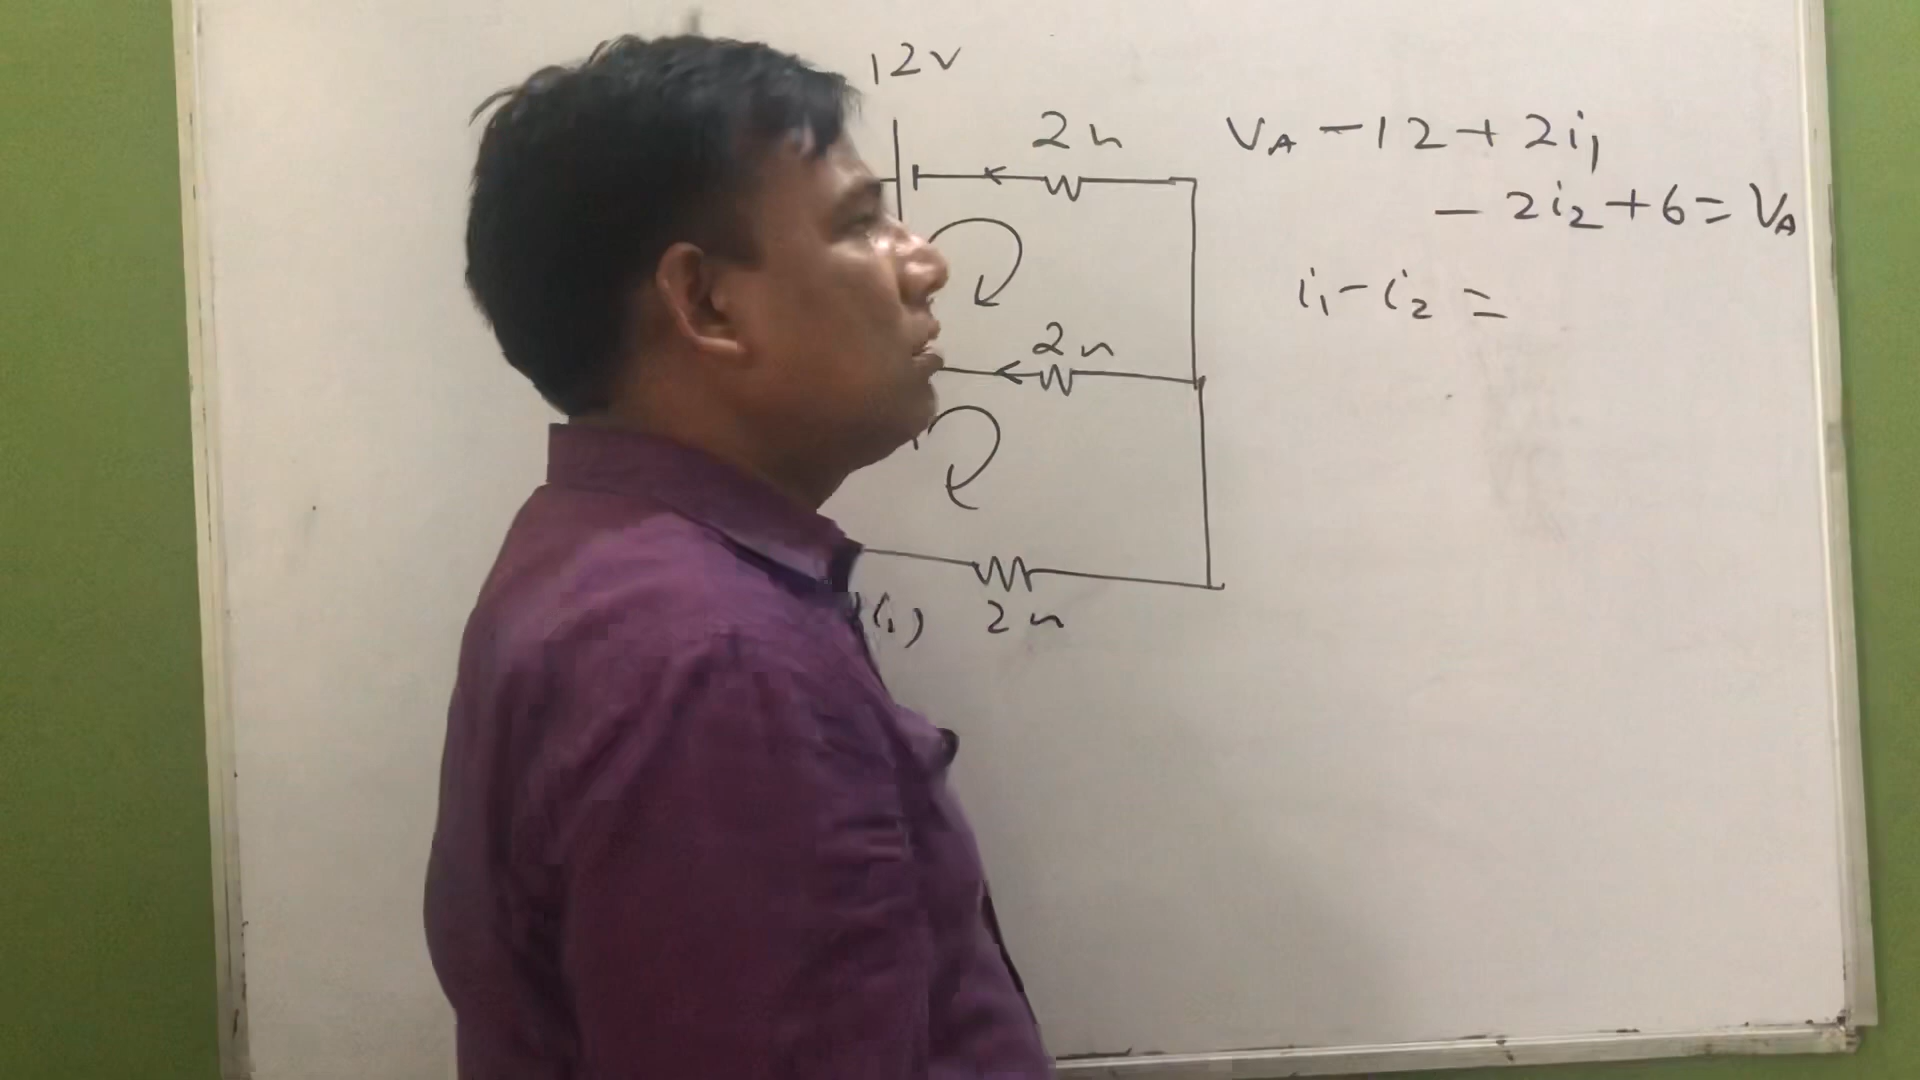 12V
2Ω
VA - 12 + 2i1
- 2i2 + 6 = VA
i1 - i2 =
2Ω
2Ω